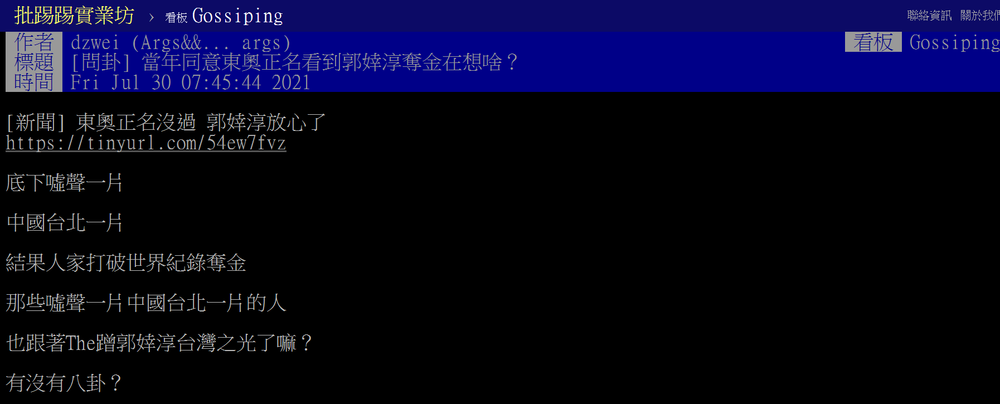 批踢踢實業坊 › 看板 Gossiping 聯絡資訊 關於我們
作者 dzwei (Args&&... args) 看板 Gossiping
標題 [問卦] 當年同意東奧正名看到郭婞淳奪金在想啥？
時間 Fri Jul 30 07:45:44 2021
[新聞] 東奧正名沒過 郭婞淳放心了
https://tinyurl.com/54ew7fvz
底下噓聲一片
中國台北一片
結果人家打破世界紀錄奪金
那些噓聲一片中國台北一片的人
也跟著The蹭郭婞淳台灣之光了嘛？
有沒有八卦？